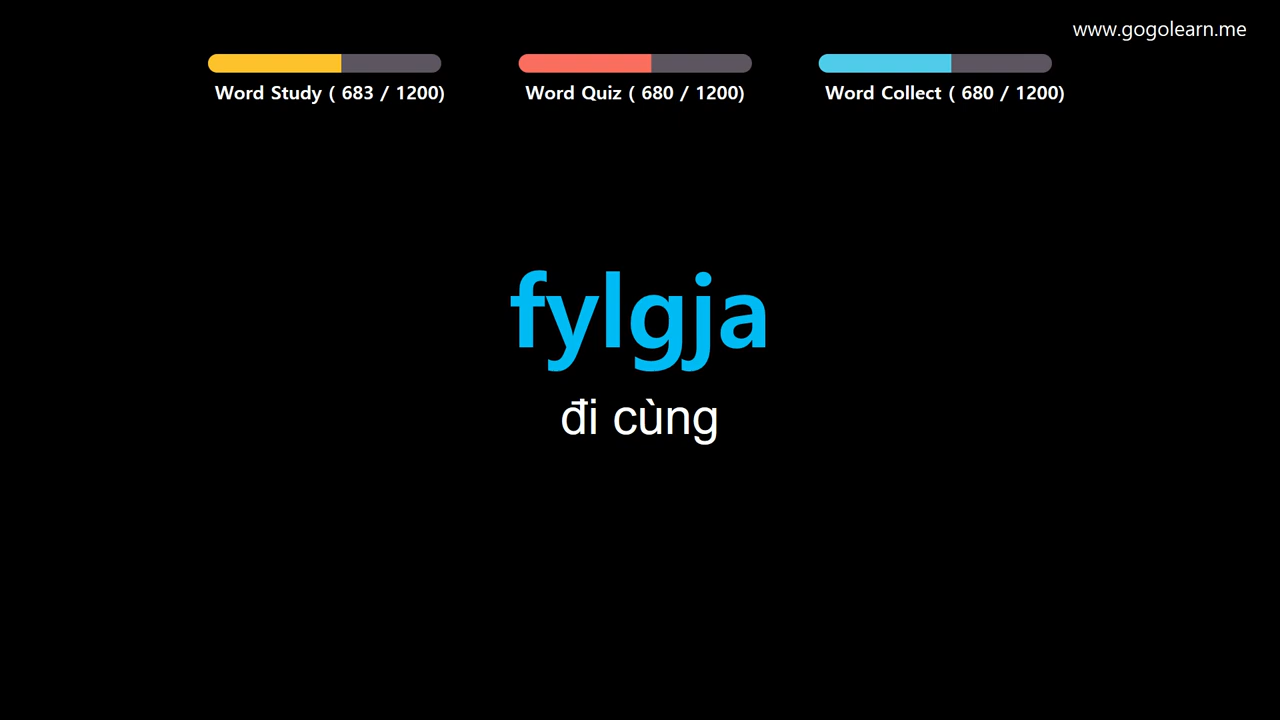 www.gogolearn.me
Word Study ( 683 / 1200)
Word Quiz ( 680 / 1200)
Word Collect ( 680 / 1200)
fylgja
đi cùng